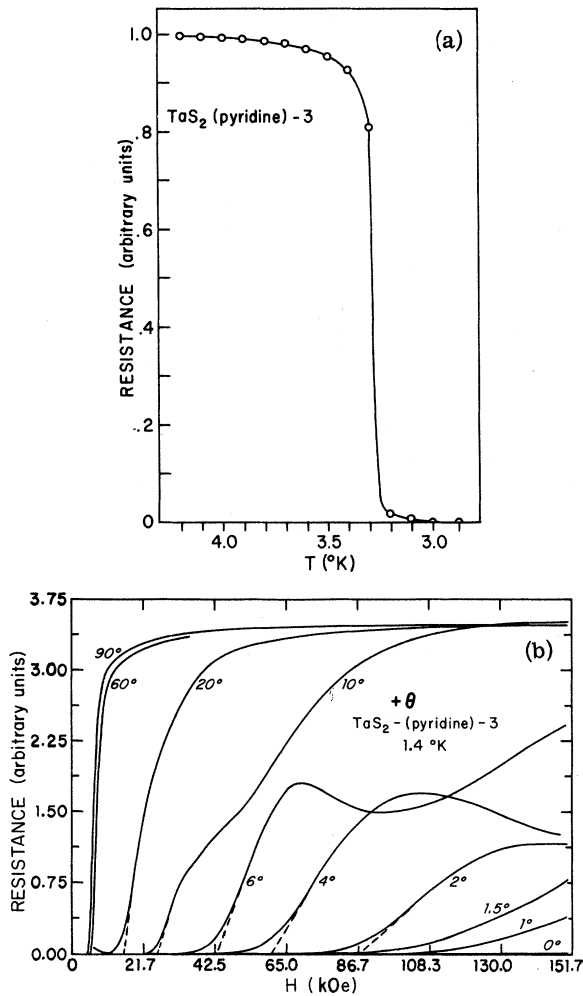 (a)
1.0
TaS2 (pyridine) - 3
.8
.6
.4
.2
0
RESISTANCE (arbitrary units)
4.0 3.5 3.0
T (°K)
(b)
3.75
3.00
2.25
1.50
0.75
0.00
RESISTANCE (arbitrary units)
90°
60°
20°
10°
+θ
TaS2 - (pyridine) - 3
1.4 °K
6°
4°
2°
1.5°
1°
0°
0 21.7 42.5 65.0 86.7 108.3 130.0 151.7
H (kOe)